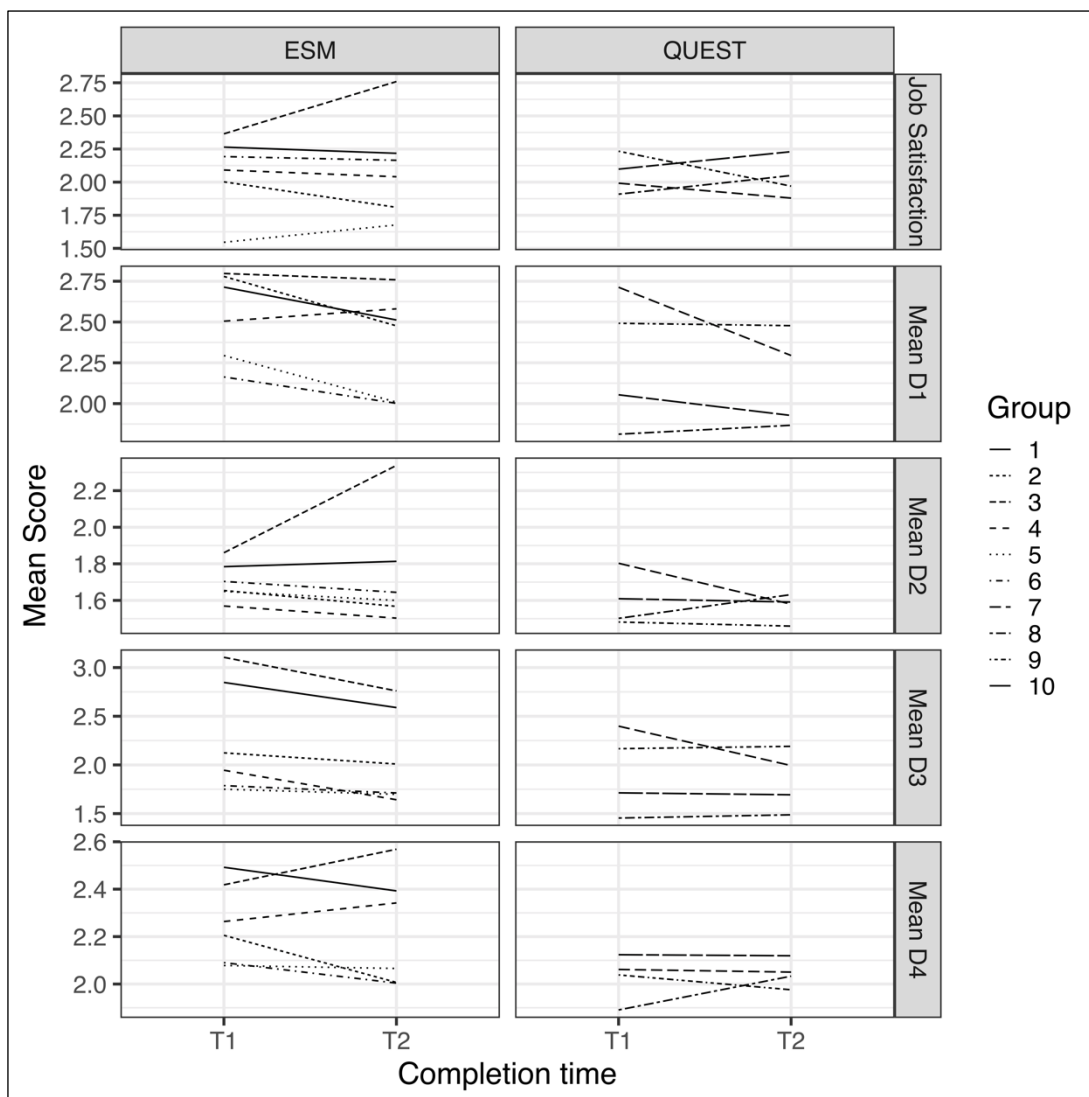 ESM
QUEST
2.75
2.50
2.25
2.00
1.75
1.50
Job Satisfaction
2.75
2.50
2.25
2.00
Mean D1
2.2
2.0
1.8
1.6
Mean D2
3.0
2.5
2.0
1.5
Mean D3
2.6
2.4
2.2
2.0
Mean D4
Mean Score
T1
T2
T1
T2
Completion time
Group
1
2
3
4
5
6
7
8
9
10